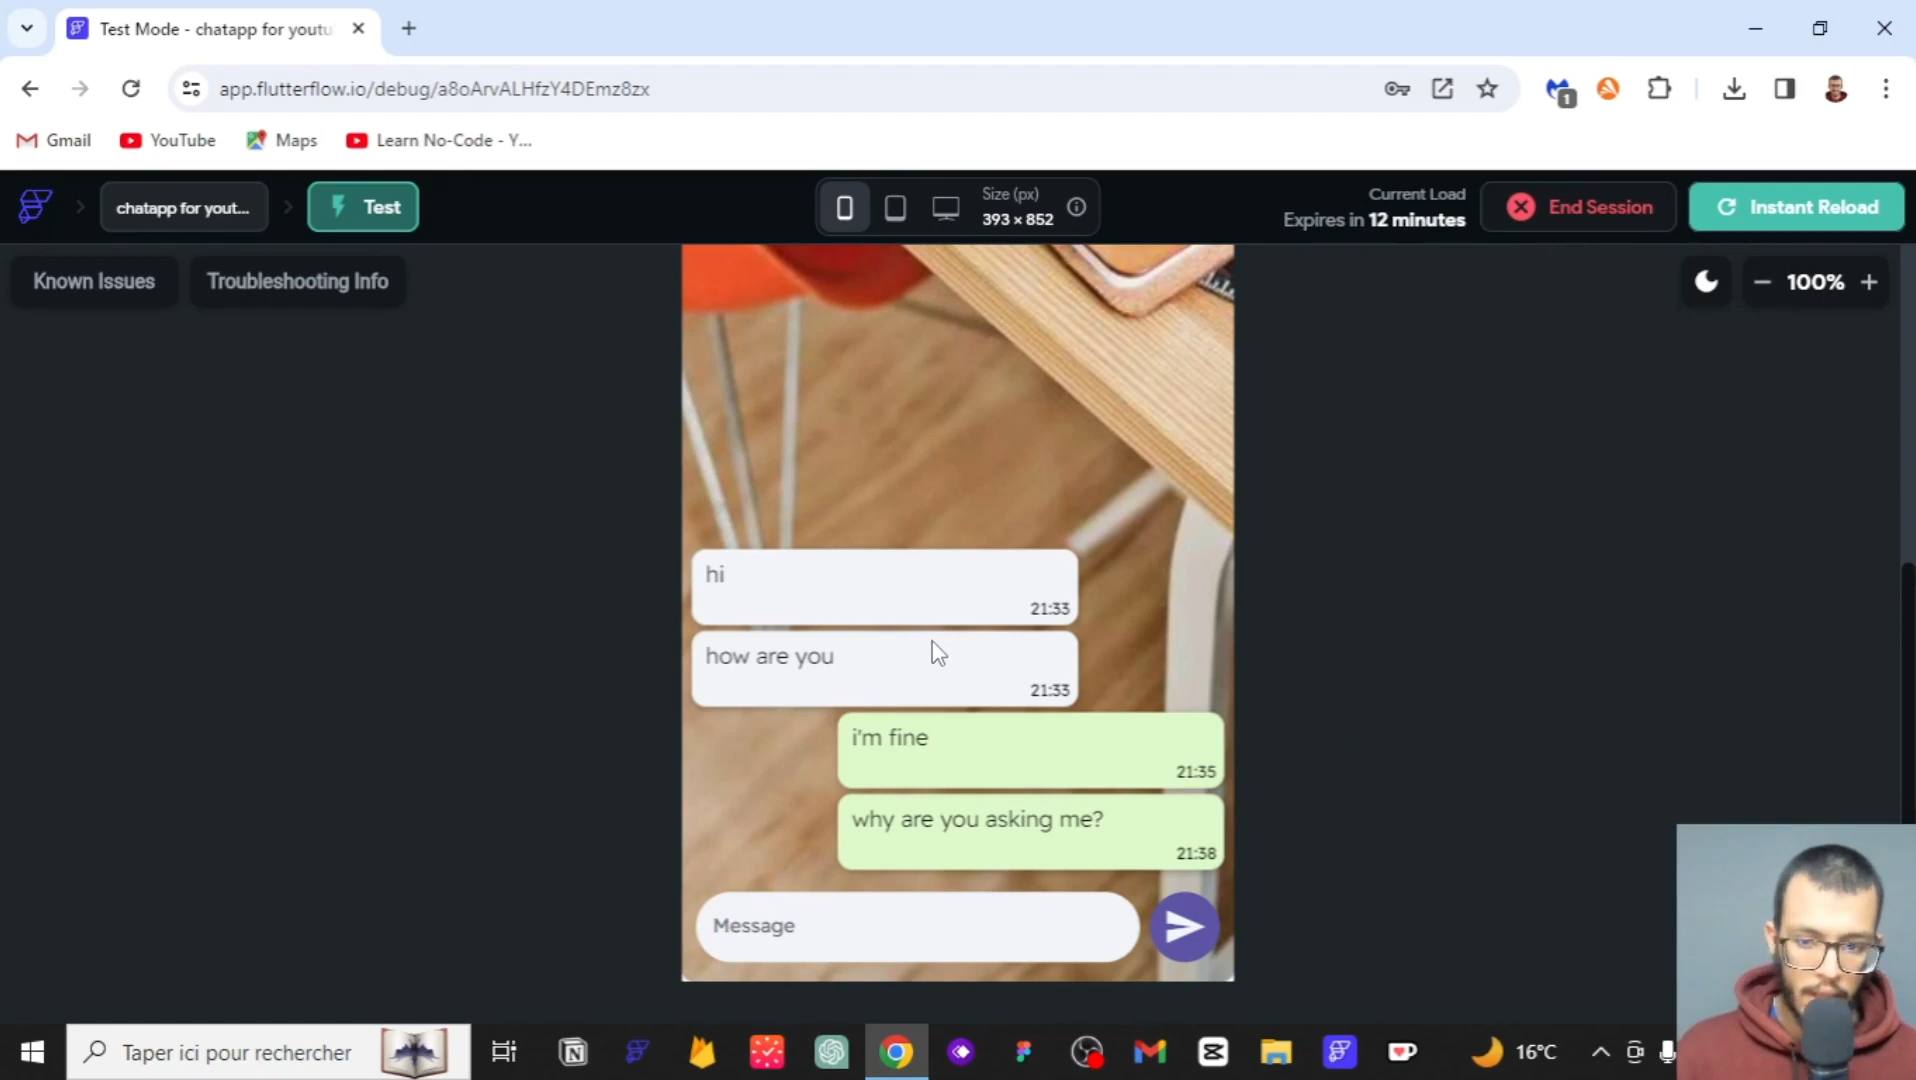 Test Mode - chatapp for youtu
app.flutterflow.io/debug/a8oArvALHfzY4DEmz8zx
1
Gmail
YouTube
Maps
Learn No-Code - Y...
chatapp for yout...
Test
Size (px)
393 × 852
Current Load
Expires in 12 minutes
End Session
Instant Reload
Known Issues
Troubleshooting Info
100%
hi
21:33
how are you
21:33
i'm fine
21:35
why are you asking me?
21:38
Message
Taper ici pour rechercher
16°C